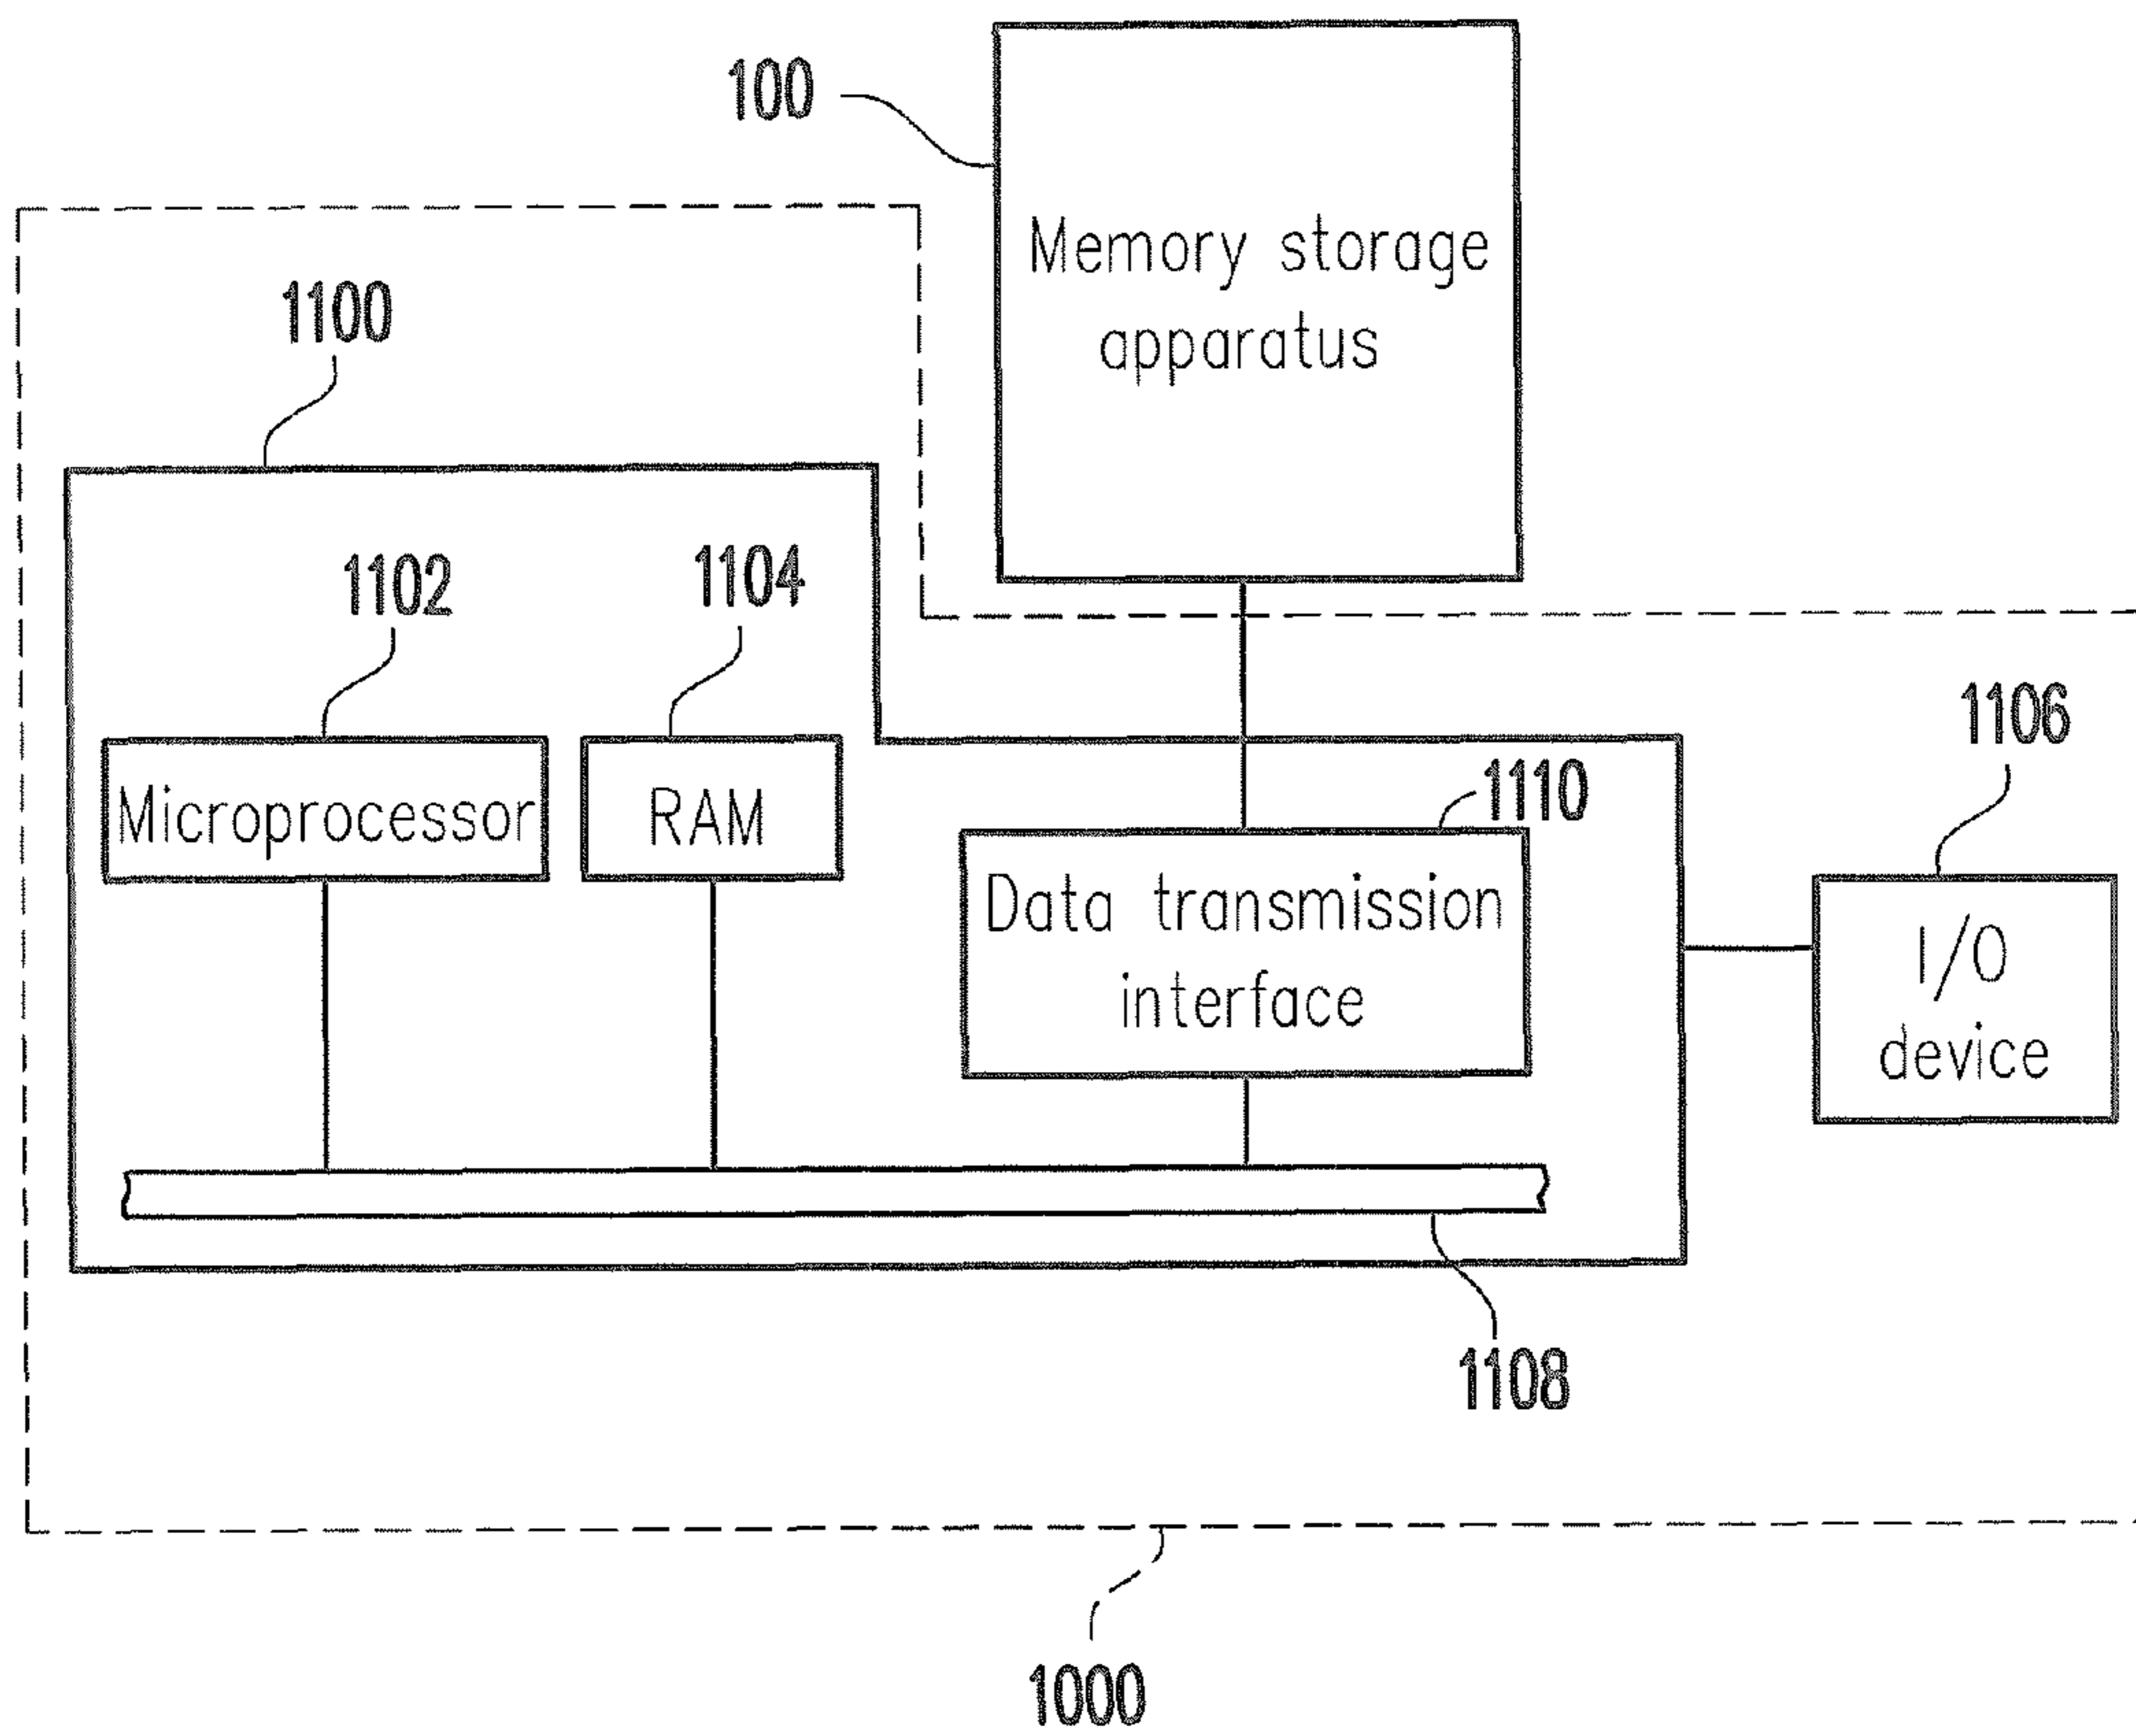 100
Memory storage
apparatus
1100
1102
1104
1106
Microprocessor
RAM
1110
Data transmission
interface
I/O
device
1108
1000